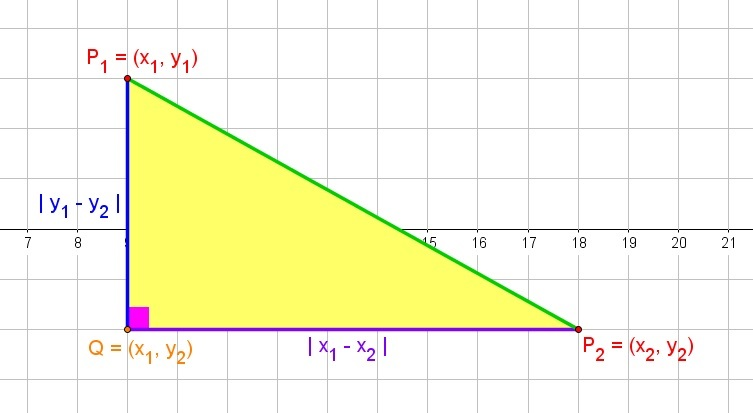 P₁ = (x₁, y₁)
| y₁ - y₂ |
7 8 15 16 17 18 19 20 21
Q = (x₁, y₂)
| x₁ - x₂ |
P₂ = (x₂, y₂)